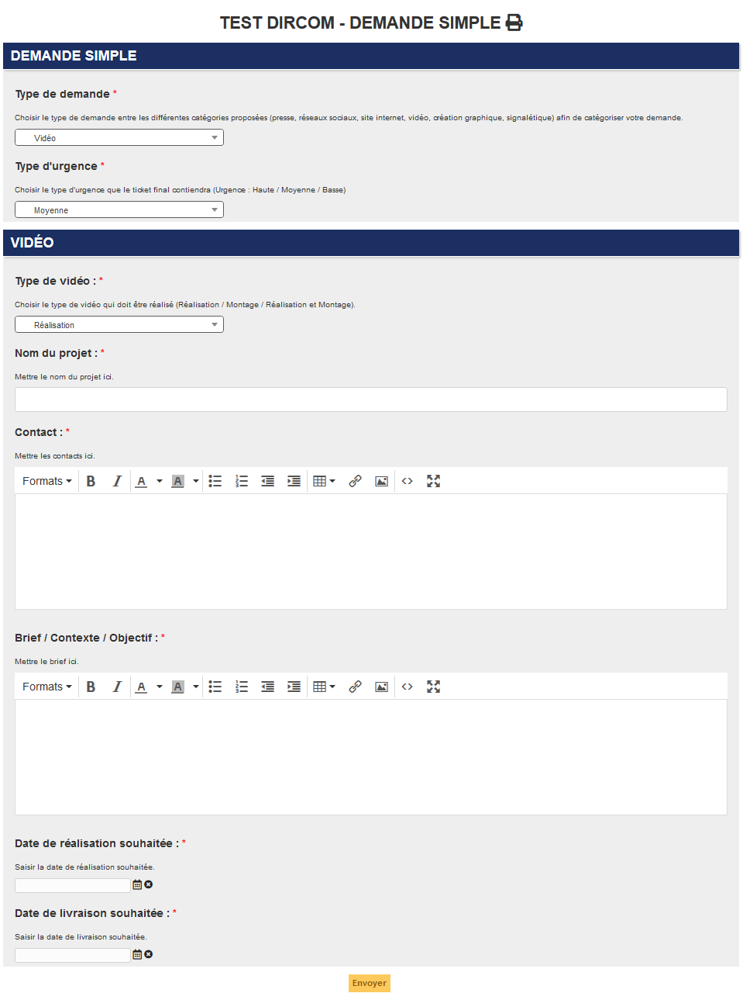 TEST DIRCOM - DEMANDE SIMPLE
DEMANDE SIMPLE
Type de demande *
Choisir le type de demande entre les différentes catégories proposées (presse, réseaux sociaux, site internet, vidéo, création graphique, signalétique) afin de catégoriser votre demande.
Vidéo
Type d'urgence *
Choisir le type d'urgence que le ticket final contiendra (Urgence : Haute / Moyenne / Basse)
Moyenne
VIDÉO
Type de vidéo : *
Choisir le type de vidéo qui doit être réalisé (Réalisation / Montage / Réalisation et Montage).
Réalisation
Nom du projet : *
Mettre le nom du projet ici.
Contact : *
Mettre les contacts ici.
Formats B I A A
Brief / Contexte / Objectif : *
Mettre le brief ici.
Formats B I A A
Date de réalisation souhaitée : *
Saisir la date de réalisation souhaitée.
Date de livraison souhaitée : *
Saisir la date de livraison souhaitée.
Envoyer